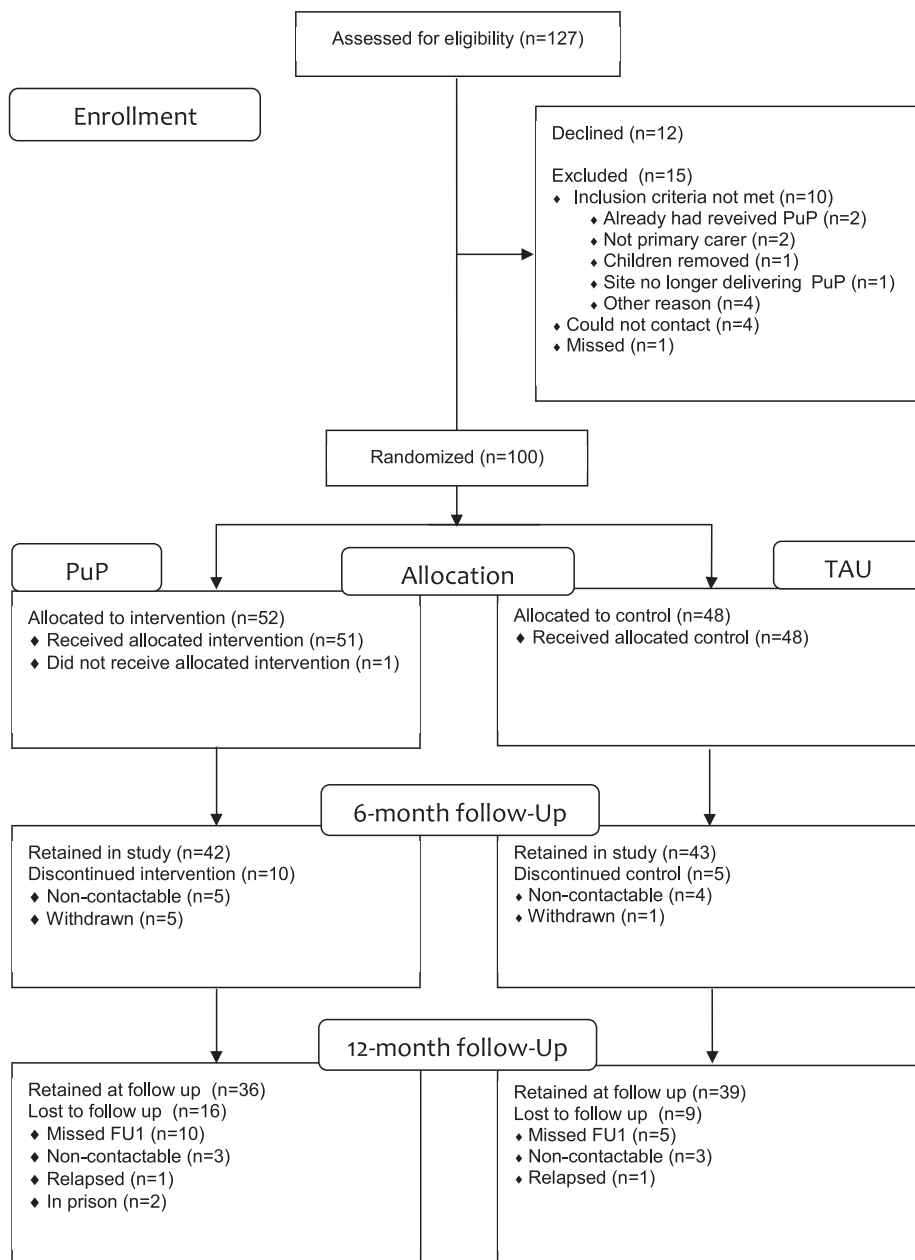 Assessed for eligibility (n=127)
Enrollment
Declined (n=12)
Excluded (n=15)
♦ Inclusion criteria not met (n=10)
♦ Already had reveived PuP (n=2)
♦ Not primary carer (n=2)
♦ Children removed (n=1)
♦ Site no longer delivering PuP (n=1)
♦ Other reason (n=4)
♦ Could not contact (n=4)
♦ Missed (n=1)
Randomized (n=100)
PuP
Allocation
TAU
Allocated to intervention (n=52)
♦ Received allocated intervention (n=51)
♦ Did not receive allocated intervention (n=1)
Allocated to control (n=48)
♦ Received allocated control (n=48)
6-month follow-Up
Retained in study (n=42)
Discontinued intervention (n=10)
♦ Non-contactable (n=5)
♦ Withdrawn (n=5)
Retained in study (n=43)
Discontinued control (n=5)
♦ Non-contactable (n=4)
♦ Withdrawn (n=1)
12-month follow-Up
Retained at follow up (n=36)
Lost to follow up (n=16)
♦ Missed FU1 (n=10)
♦ Non-contactable (n=3)
♦ Relapsed (n=1)
♦ In prison (n=2)
Retained at follow up (n=39)
Lost to follow up (n=9)
♦ Missed FU1 (n=5)
♦ Non-contactable (n=3)
♦ Relapsed (n=1)